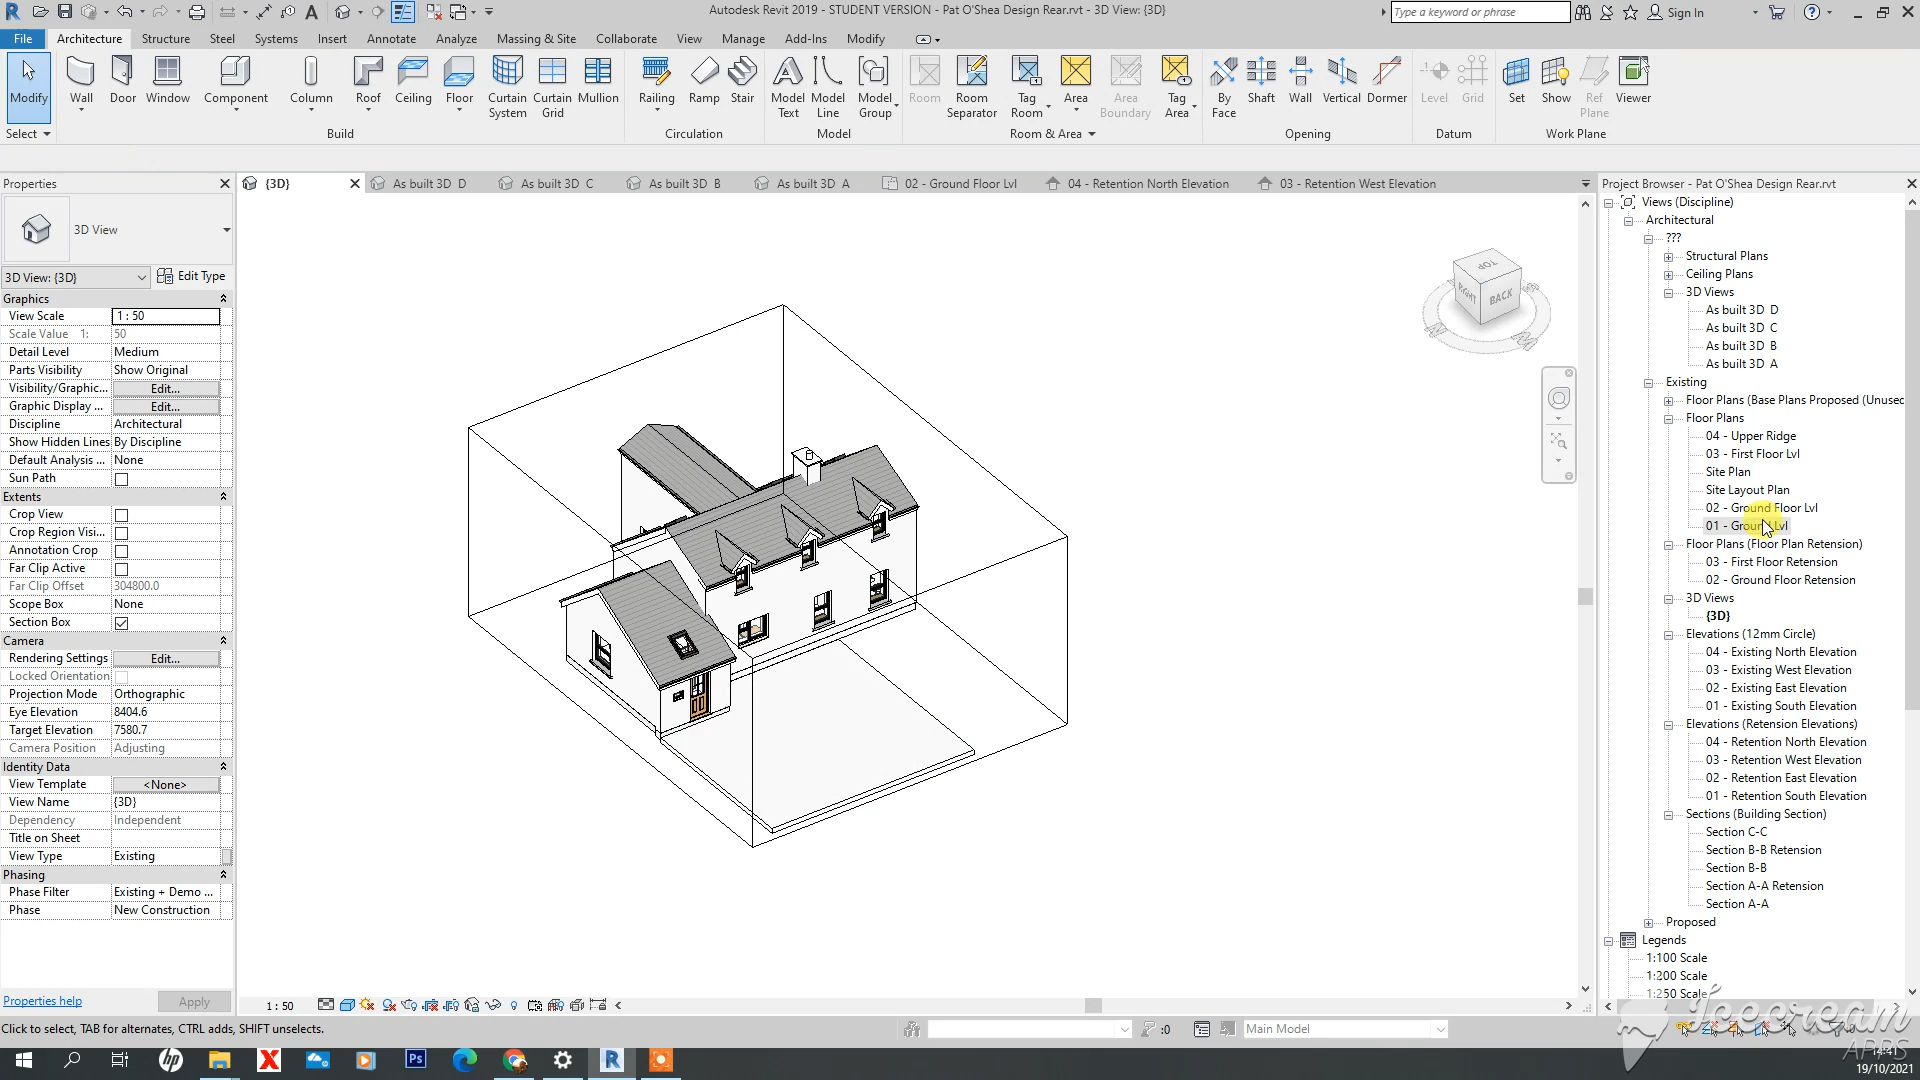 Autodesk Revit 2019 - STUDENT VERSION - Pat O'Shea Design Rear.rvt - 3D View: {3D}
Type a keyword or phrase
Sign In
File Architecture Structure Steel Systems Insert Annotate Analyze Massing & Site Collaborate View Manage Add-Ins Modify
Modify Wall Door Window Component Column Roof Ceiling Floor Curtain System Curtain Grid Mullion Railing Ramp Stair Model Text Model Line Model Group Room Room Separator Tag Room Area Area Boundary Tag Area By Face Shaft Wall Vertical Dormer Level Grid Set Show Ref Plane Viewer
Select Build Circulation Model Room & Area Opening Datum Work Plane
Properties
{3D} As built 3D D As built 3D C As built 3D B As built 3D A 02 - Ground Floor Lvl 04 - Retention North Elevation 03 - Retention West Elevation
3D View
3D View: {3D} Edit Type
Graphics
View Scale 1 : 50
Scale Value 1: 50
Detail Level Medium
Parts Visibility Show Original
Visibility/Graphic... Edit...
Graphic Display ... Edit...
Discipline Architectural
Show Hidden Lines By Discipline
Default Analysis ... None
Sun Path
Extents
Crop View
Crop Region Visi...
Annotation Crop
Far Clip Active
Far Clip Offset 304800.0
Scope Box None
Section Box
Camera
Rendering Settings Edit...
Locked Orientation
Projection Mode Orthographic
Eye Elevation 8404.6
Target Elevation 7580.7
Camera Position Adjusting
Identity Data
View Template <None>
View Name {3D}
Dependency Independent
Title on Sheet
View Type Existing
Phasing
Phase Filter Existing + Demo ...
Phase New Construction
Properties help Apply
TOP
RIGHT BACK
1 : 50
Project Browser - Pat O'Shea Design Rear.rvt
Views (Discipline)
Architectural
???
Structural Plans
Ceiling Plans
3D Views
As built 3D D
As built 3D C
As built 3D B
As built 3D A
Existing
Floor Plans (Base Plans Proposed (Unusec
Floor Plans
04 - Upper Ridge
03 - First Floor Lvl
Site Plan
Site Layout Plan
02 - Ground Floor Lvl
01 - Ground Lvl
Floor Plans (Floor Plan Retension)
03 - First Floor Retension
02 - Ground Floor Retension
3D Views
{3D}
Elevations (12mm Circle)
04 - Existing North Elevation
03 - Existing West Elevation
02 - Existing East Elevation
01 - Existing South Elevation
Elevations (Retension Elevations)
04 - Retension North Elevation
03 - Retension West Elevation
02 - Retension East Elevation
01 - Retension South Elevation
Sections (Building Section)
Section C-C
Section B-B Retension
Section B-B
Section A-A Retension
Section A-A
Proposed
Legends
1:100 Scale
1:200 Scale
1:250 Scale
Click to select, TAB for alternates, CTRL adds, SHIFT unselects.
:0 Main Model
Icecream
APPS
14:41
19/10/2021